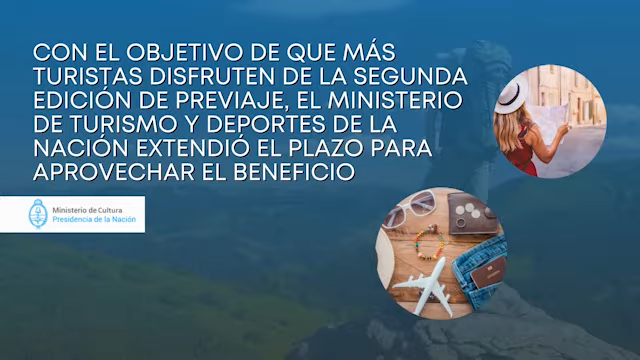 CON EL OBJETIVO DE QUE MÁS
TURISTAS DISFRUTEN DE LA SEGUNDA
EDICIÓN DE PREVIAJE, EL MINISTERIO
DE TURISMO Y DEPORTES DE LA
NACIÓN EXTENDIÓ EL PLAZO PARA
APROVECHAR EL BENEFICIO
Ministerio de Cultura
Presidencia de la Nación